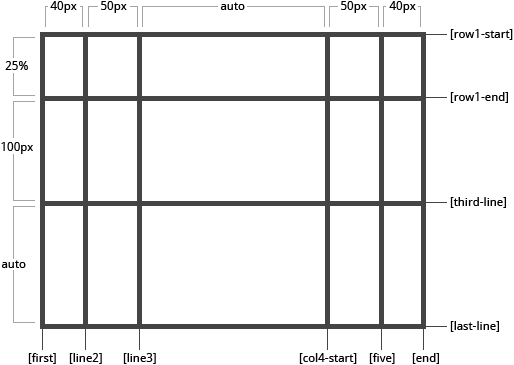 40px 50px auto 50px 40px
[row1-start]
25%
[row1-end]
100px
[third-line]
auto
[last-line]
[first] [line2] [line3] [col4-start] [five] [end]